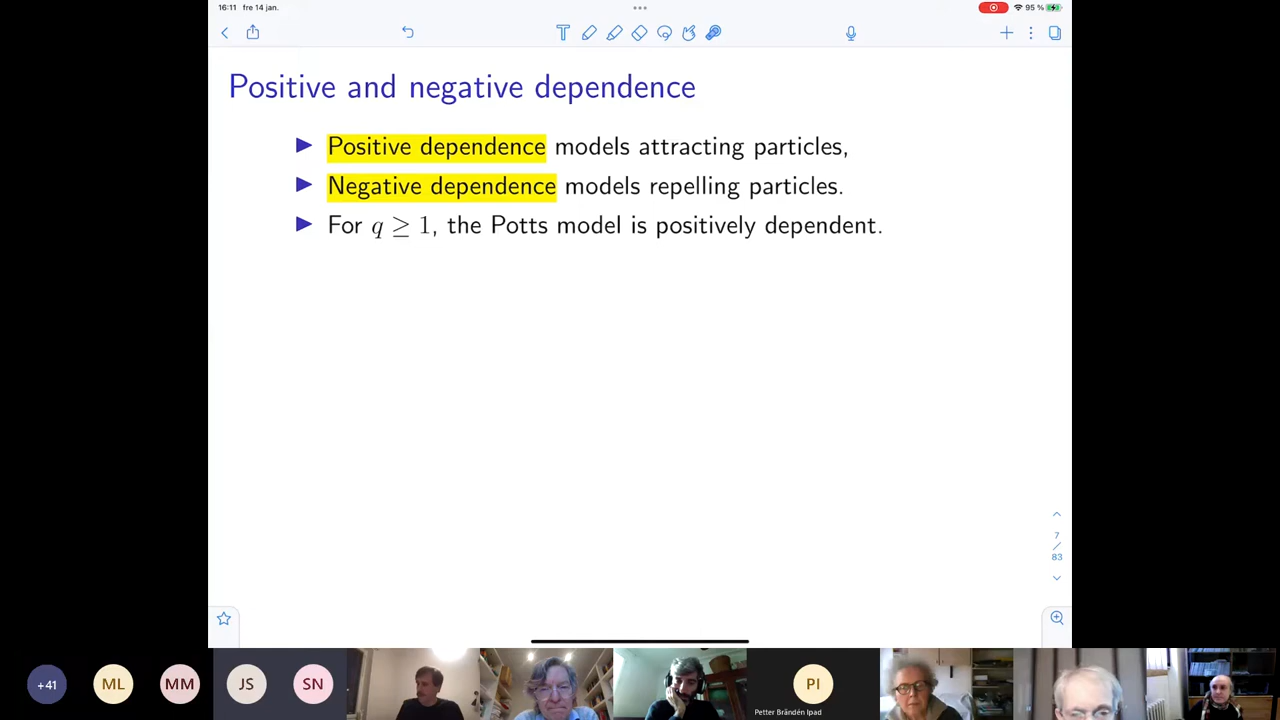 16:11 fre 14 jan.
95 %
Positive and negative dependence
Positive dependence models attracting particles,
Negative dependence models repelling particles.
For q ≥ 1, the Potts model is positively dependent.
7
/
83
+41
ML
MM
JS
SN
PI
Petter Brändén Ipad